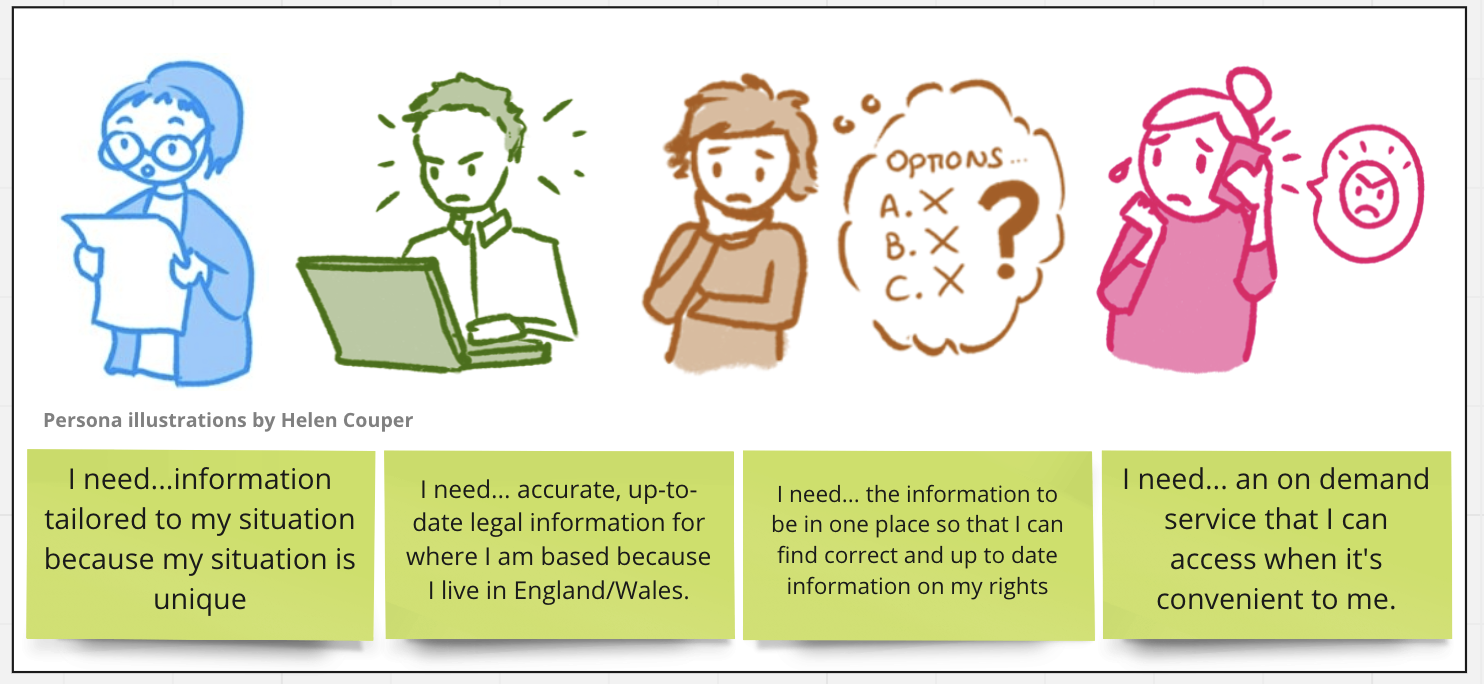 OPTIONS...
A. X
B. X
C. X
?
Persona illustrations by Helen Couper
I need...information
tailored to my situation
because my situation is
unique
I need... accurate, up-to-
date legal information for
where I am based because
I live in England/Wales.
I need... the information to
be in one place so that I can
find correct and up to date
information on my rights
I need... an on demand
service that I can
access when it's
convenient to me.